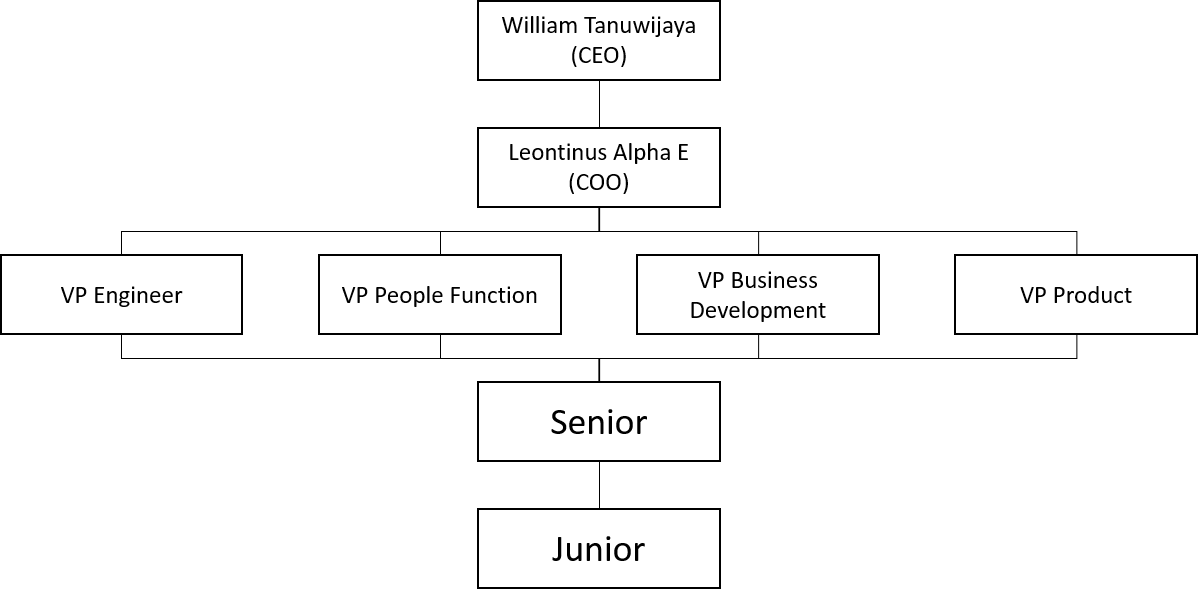 William Tanuwijaya
(CEO)
Leontinus Alpha E
(COO)
VP Engineer
VP People Function
VP Business
Development
VP Product
Senior
Junior